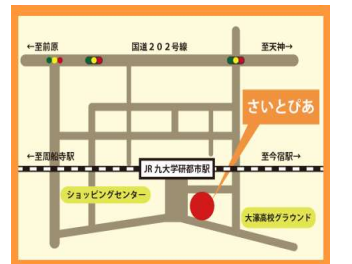 ←至前原
国道202号線
至天神→
さいとぴあ
←至周船寺駅
JR 九大学研都市駅
至今宿駅→
ショッピングセンター
大濠高校グラウンド